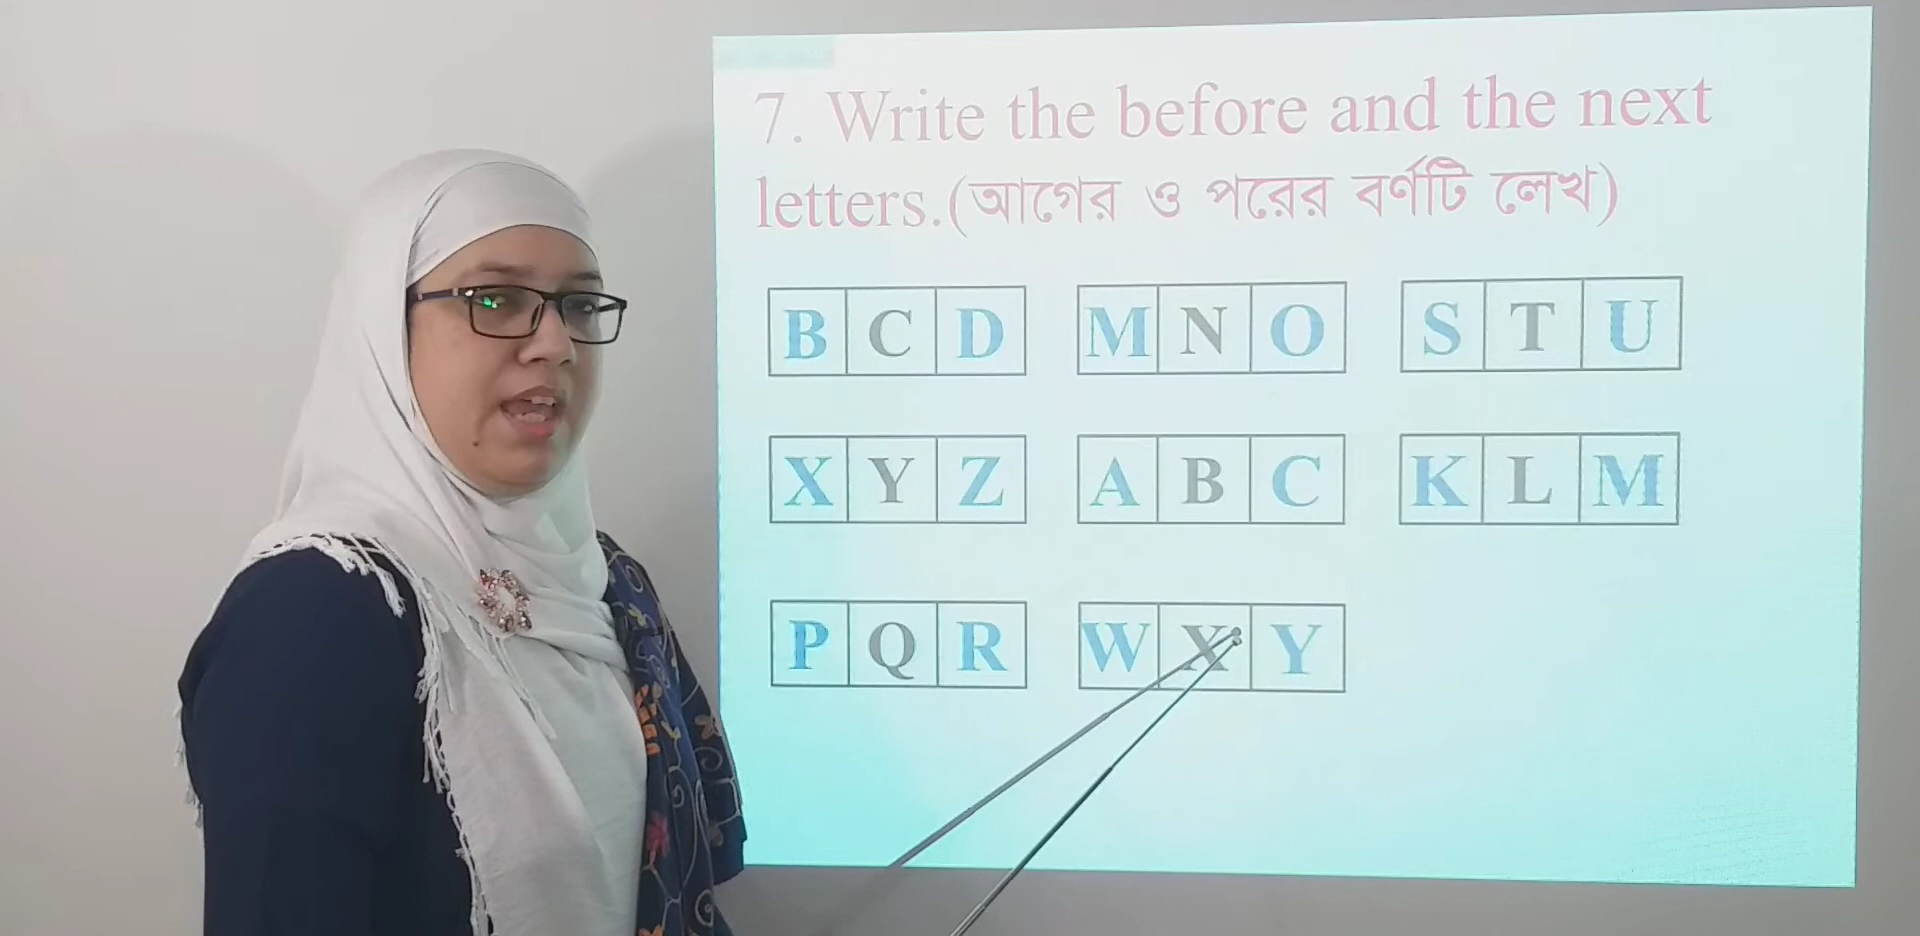 7. Write the before and the next
letters.(আগের ও পরের বর্ণটি লেখ)
B C D M N O S T U
X Y Z A B C K L M
P Q R W X Y